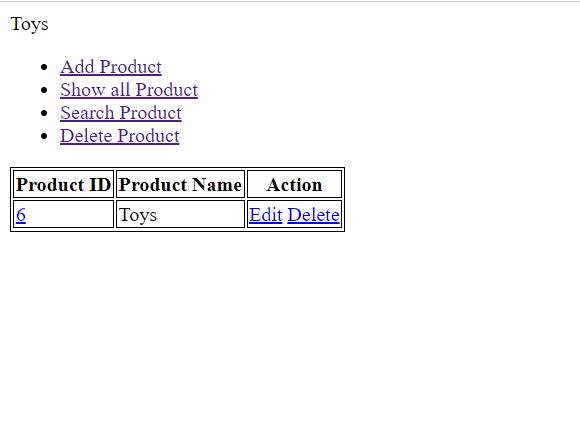 Toys
Add Product
Show all Product
Search Product
Delete Product
Product ID Product Name Action
6 Toys Edit Delete